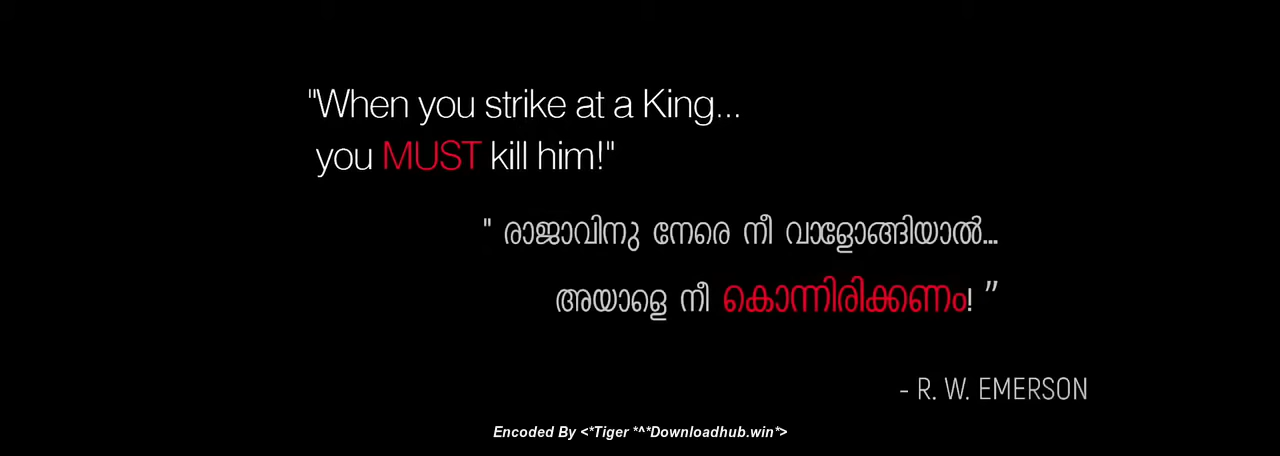 "When you strike at a King...
you MUST kill him!"
" രാജാവിനു നേരെ നീ വാളോങ്ങിയാൽ...
അയാളെ നീ കൊന്നിരിക്കണം! ”
- R. W. EMERSON
Encoded By <*Tiger *^*Downloadhub.win*>